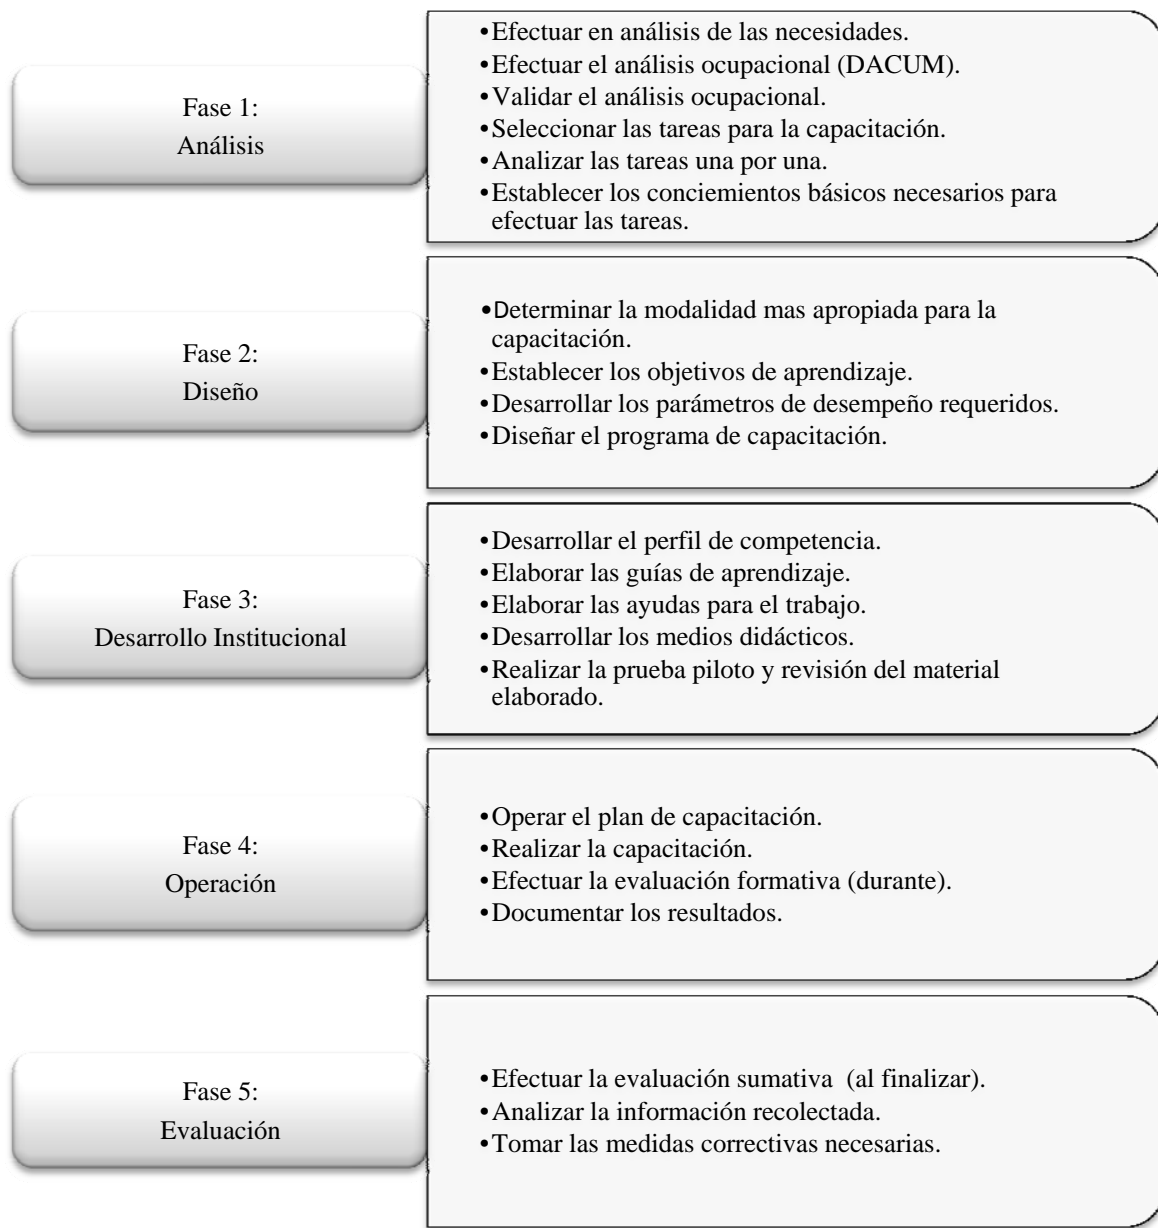 Fase 1:
Análisis
•Efectuar en análisis de las necesidades.
•Efectuar el análisis ocupacional (DACUM).
•Validar el análisis ocupacional.
•Seleccionar las tareas para la capacitación.
•Analizar las tareas una por una.
•Establecer los conciemientos básicos necesarios para
efectuar las tareas.
Fase 2:
Diseño
•Determinar la modalidad mas apropiada para la
capacitación.
•Establecer los objetivos de aprendizaje.
•Desarrollar los parámetros de desempeño requeridos.
•Diseñar el programa de capacitación.
Fase 3:
Desarrollo Institucional
•Desarrollar el perfil de competencia.
•Elaborar las guías de aprendizaje.
•Elaborar las ayudas para el trabajo.
•Desarrollar los medios didácticos.
•Realizar la prueba piloto y revisión del material
elaborado.
Fase 4:
Operación
•Operar el plan de capacitación.
•Realizar la capacitación.
•Efectuar la evaluación formativa (durante).
•Documentar los resultados.
Fase 5:
Evaluación
•Efectuar la evaluación sumativa  (al finalizar).
•Analizar la información recolectada.
•Tomar las medidas correctivas necesarias.